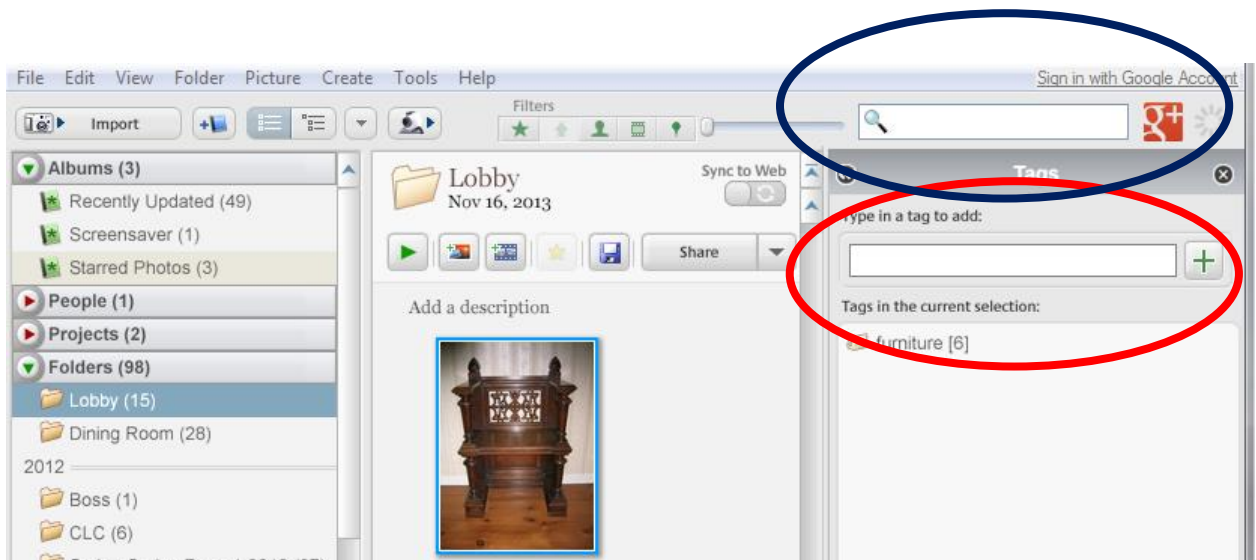 File Edit View Folder Picture Create Tools Help
Sign in with Google Account
Import
Filters
g+
Albums (3)
Recently Updated (49)
Screensaver (1)
Starred Photos (3)
People (1)
Projects (2)
Folders (98)
Lobby (15)
Dining Room (28)
2012
Boss (1)
CLC (6)
Lobby
Nov 16, 2013
Sync to Web
Share
Add a description
Tags
Type in a tag to add:
Tags in the current selection:
furniture [6]